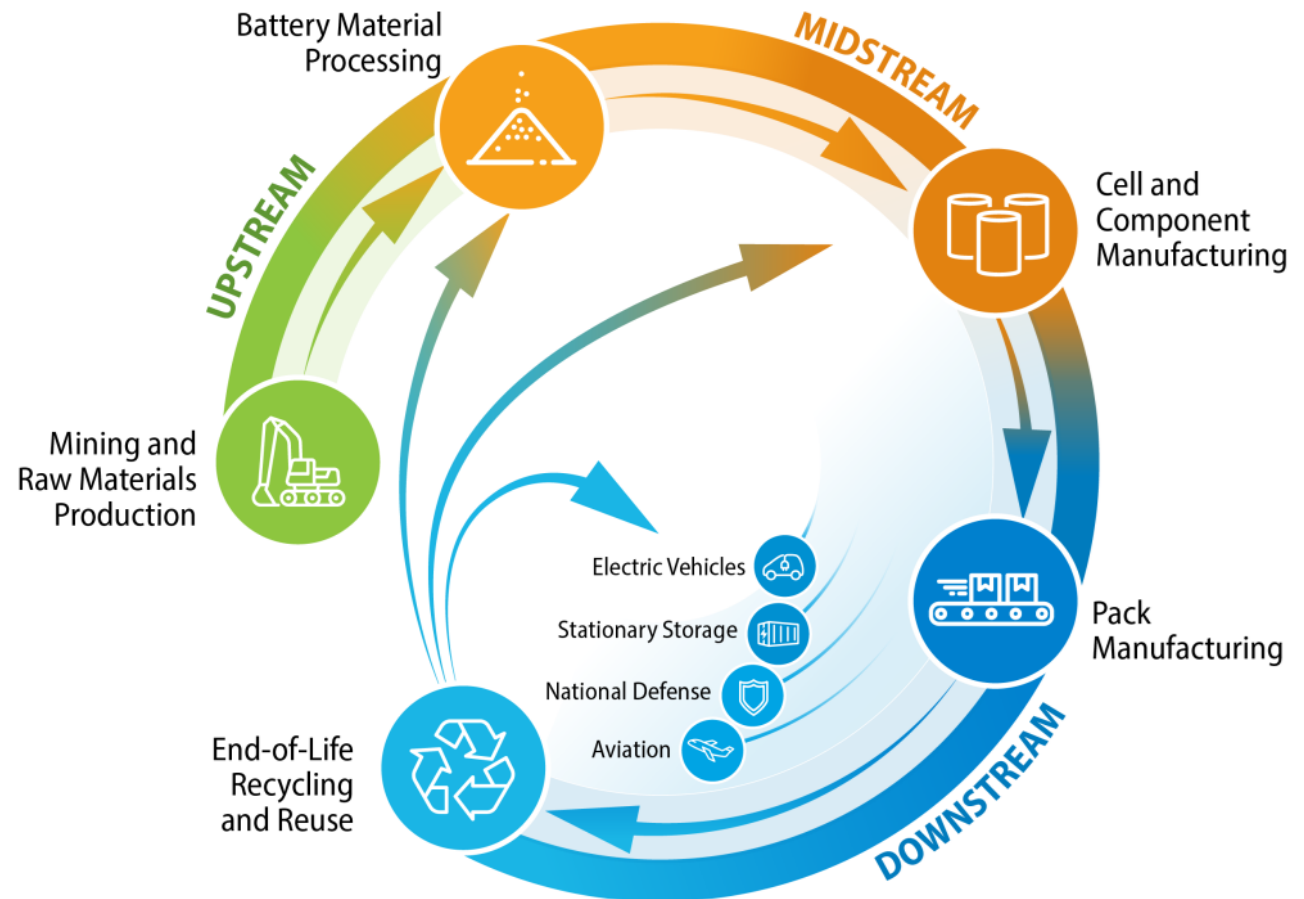 Battery Material
Processing
MIDSTREAM
UPSTREAM
Cell and
Component
Manufacturing
Mining and
Raw Materials
Production
Electric Vehicles
Stationary Storage
National Defense
Aviation
Pack
Manufacturing
End-of-Life
Recycling
and Reuse
DOWNSTREAM